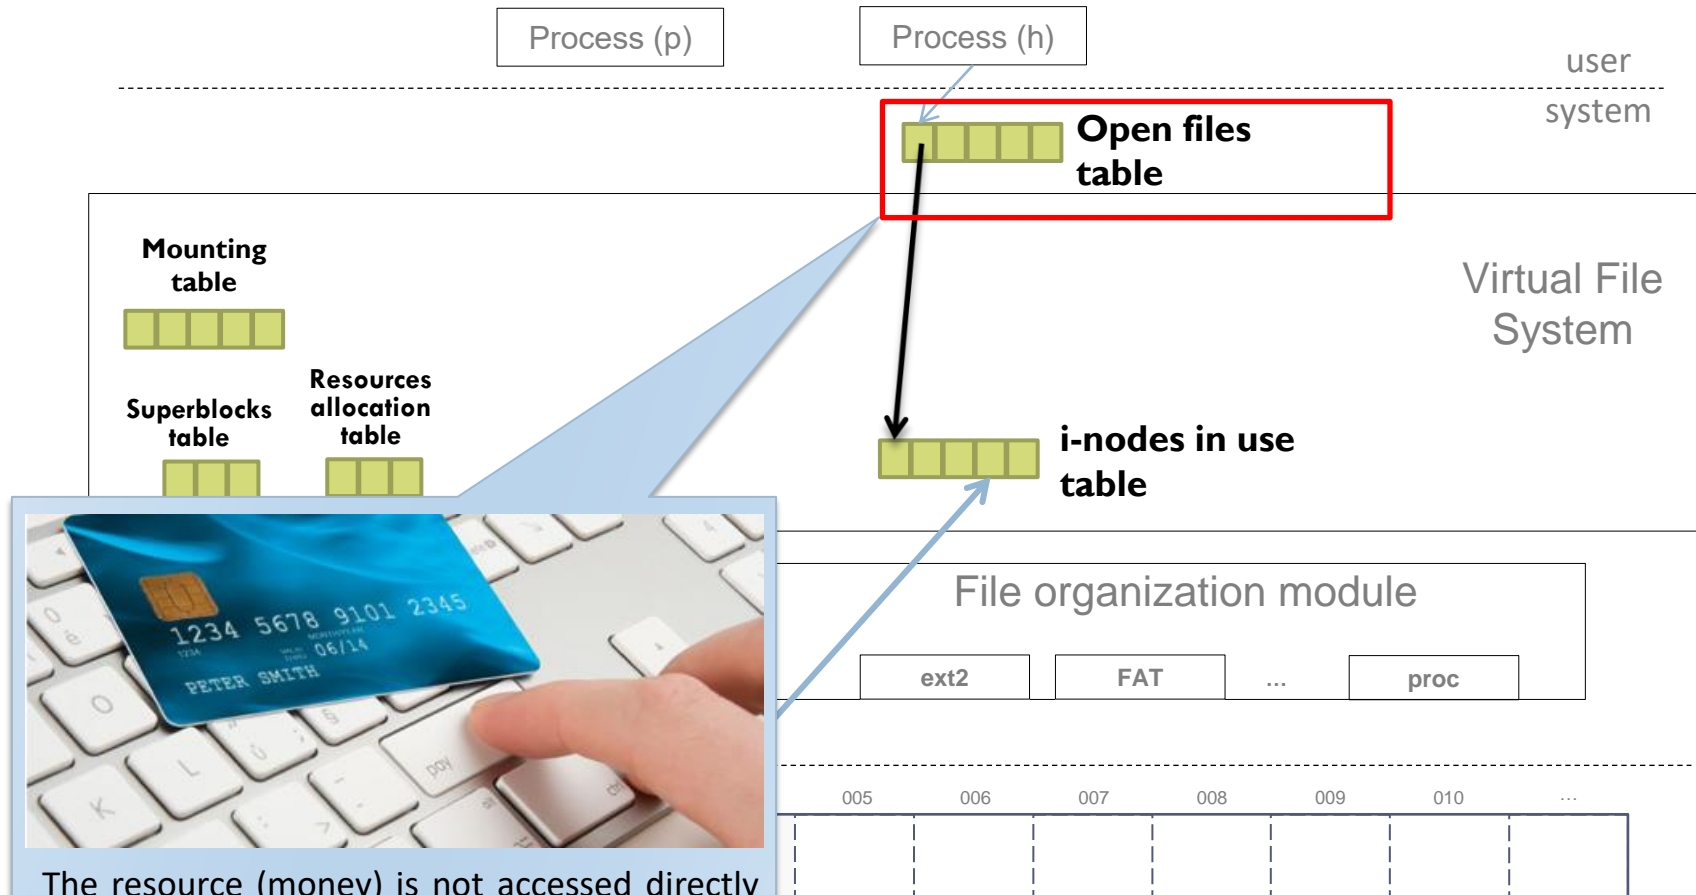 Process (p)
Process (h)
user
system
Open files
table
Mounting
table
Virtual File
System
Resources
allocation
table
Superblocks
table
i-nodes in use
table
1234 5678 9101 2345
1234
06/14
PETER SMITH
pay
File organization module
ext2
FAT
...
proc
005
006
007
008
009
010
...
The resource (money) is not accessed directly